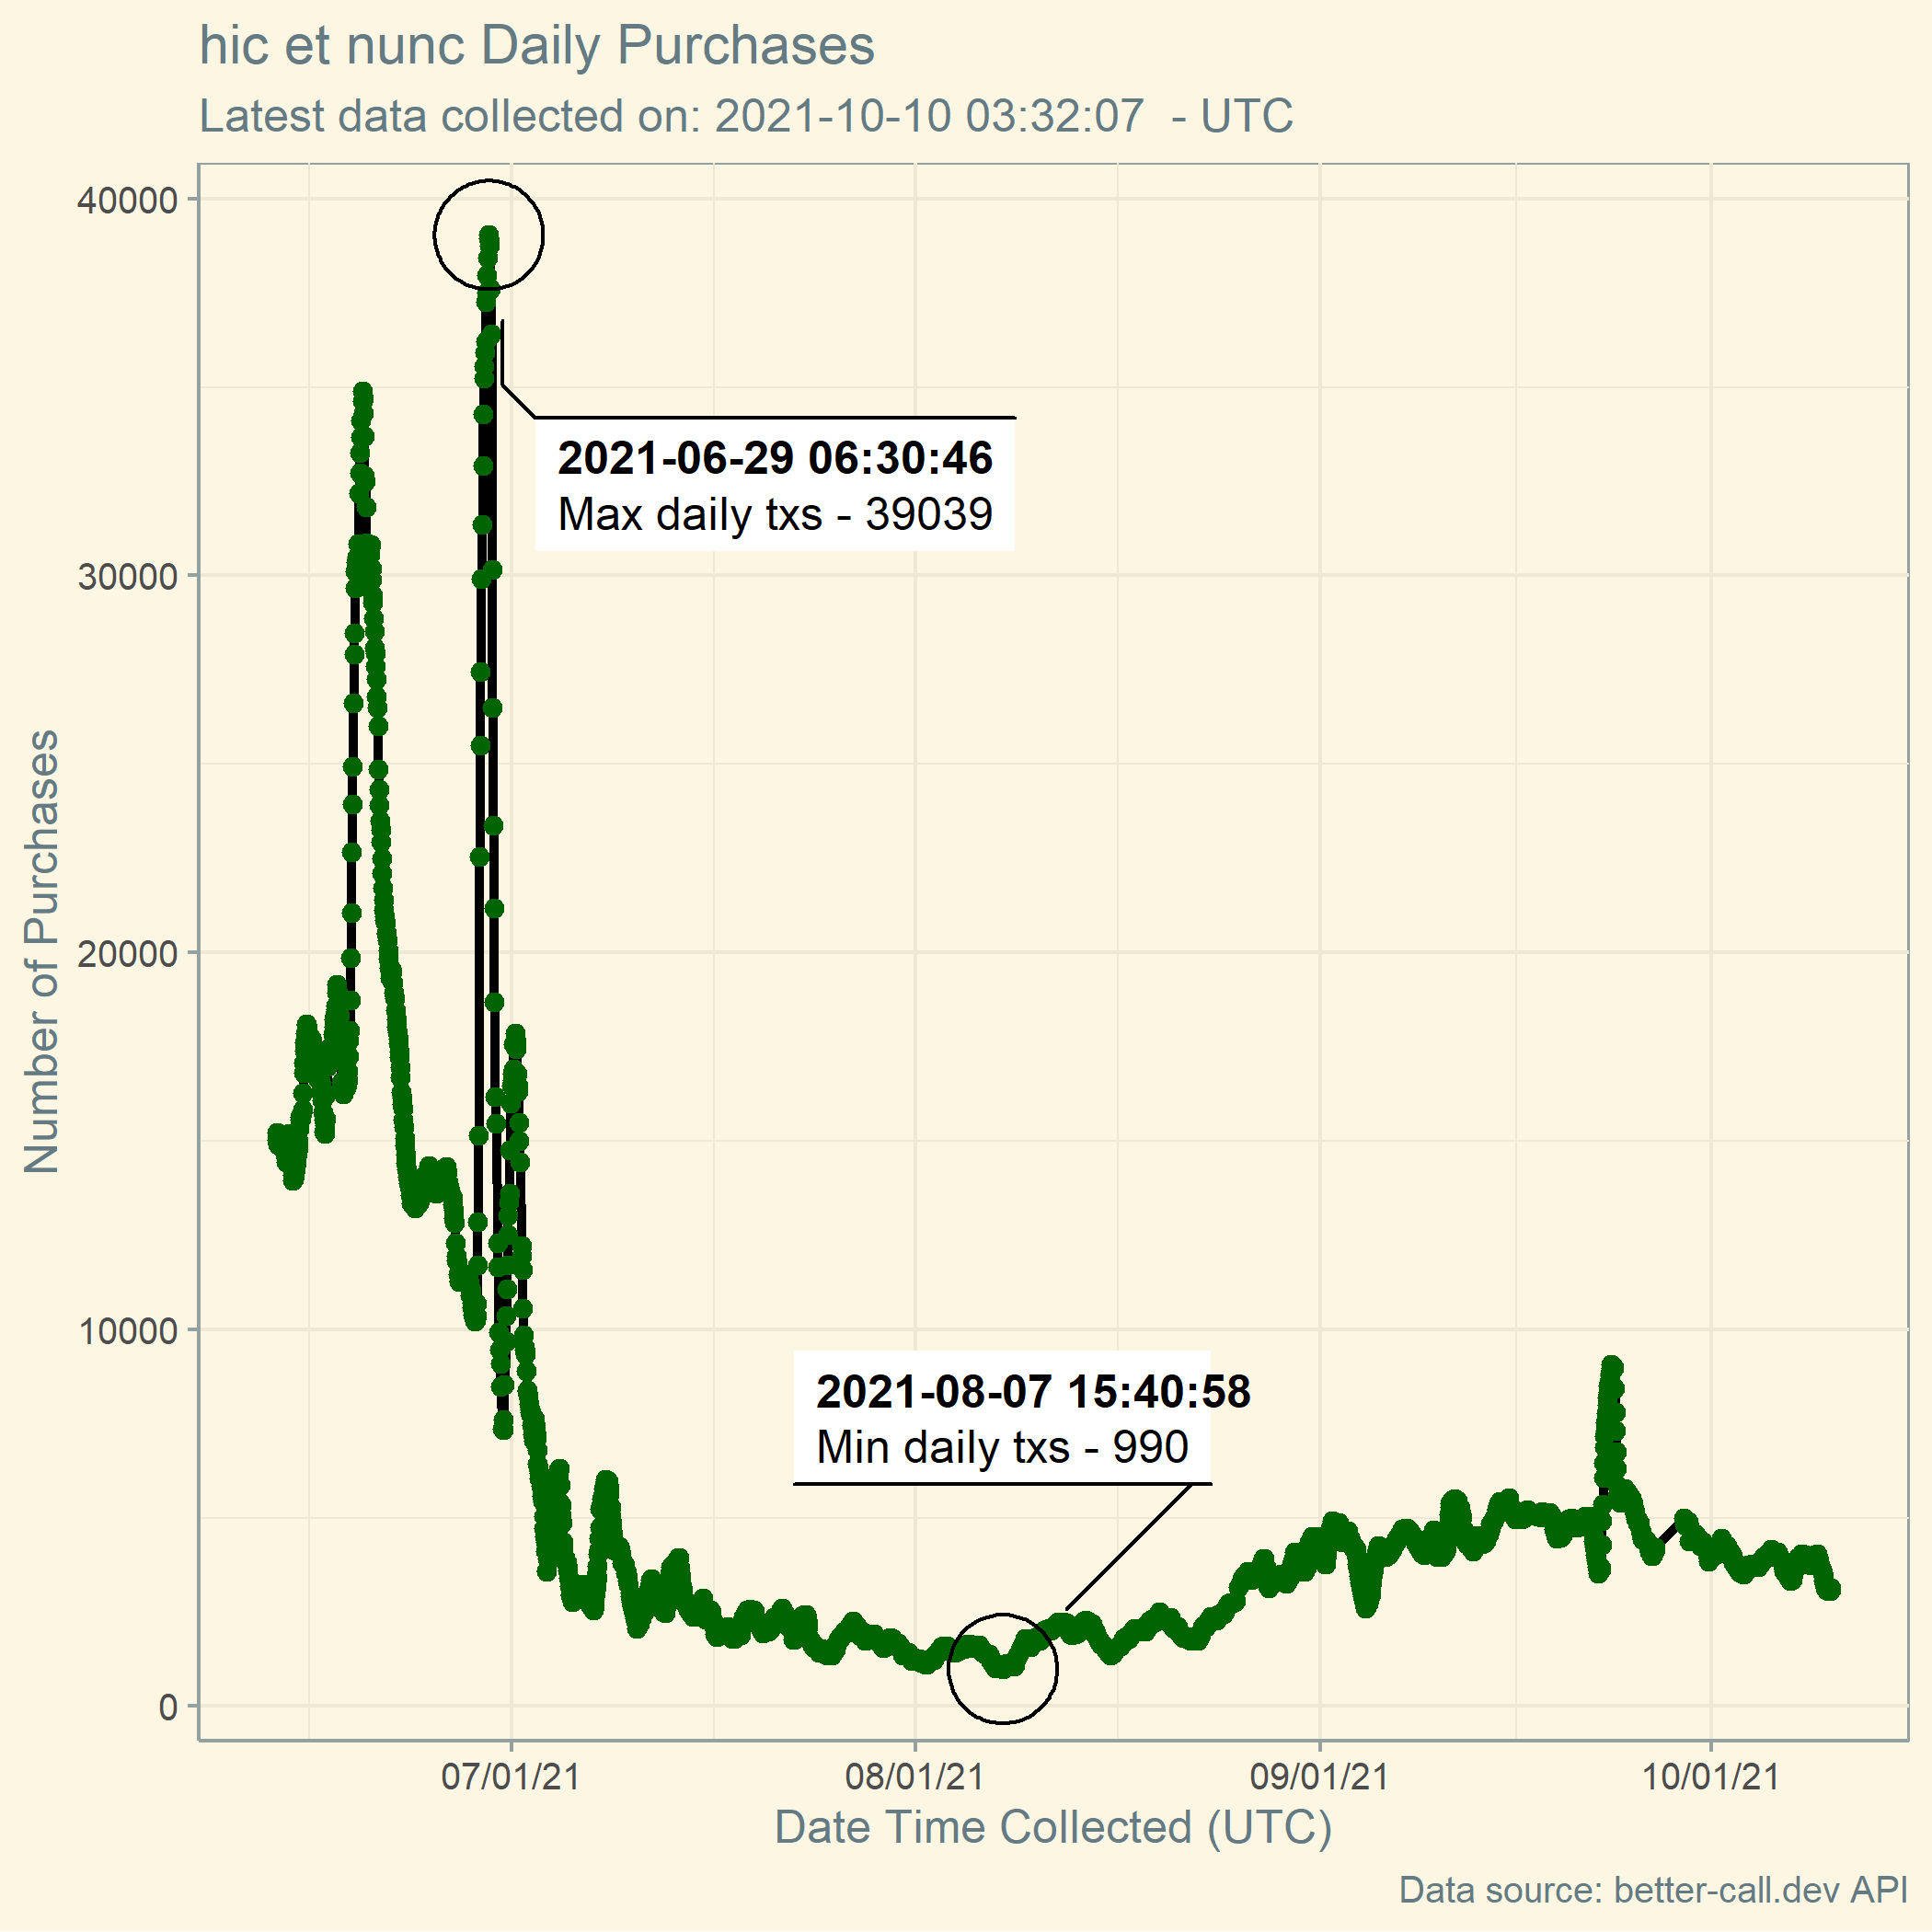 hic et nunc Daily Purchases
Latest data collected on: 2021-10-10 03:32:07  - UTC
40000
30000
20000
10000
0
Number of Purchases
2021-06-29 06:30:46
Max daily txs - 39039
2021-08-07 15:40:58
Min daily txs - 990
07/01/21
08/01/21
09/01/21
10/01/21
Date Time Collected (UTC)
Data source: better-call.dev API